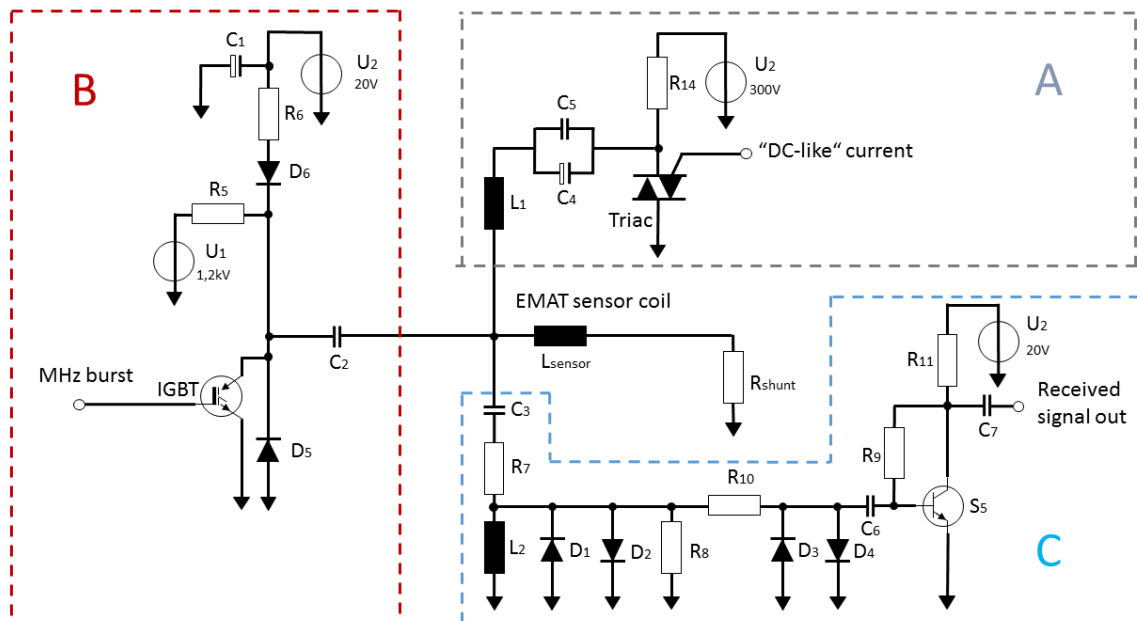 B
C1
U2
20V
R6
D6
R5
U1
1,2kV
MHz burst
IGBT
D5
C2
A
C5
C4
R14
U2
300V
"DC-like“ current
Triac
L1
EMAT sensor coil
Lsensor
Rshunt
C3
R7
L2
D1
D2
R8
R10
D3
D4
C6
R9
R11
U2
20V
Received
signal out
C7
S5
C